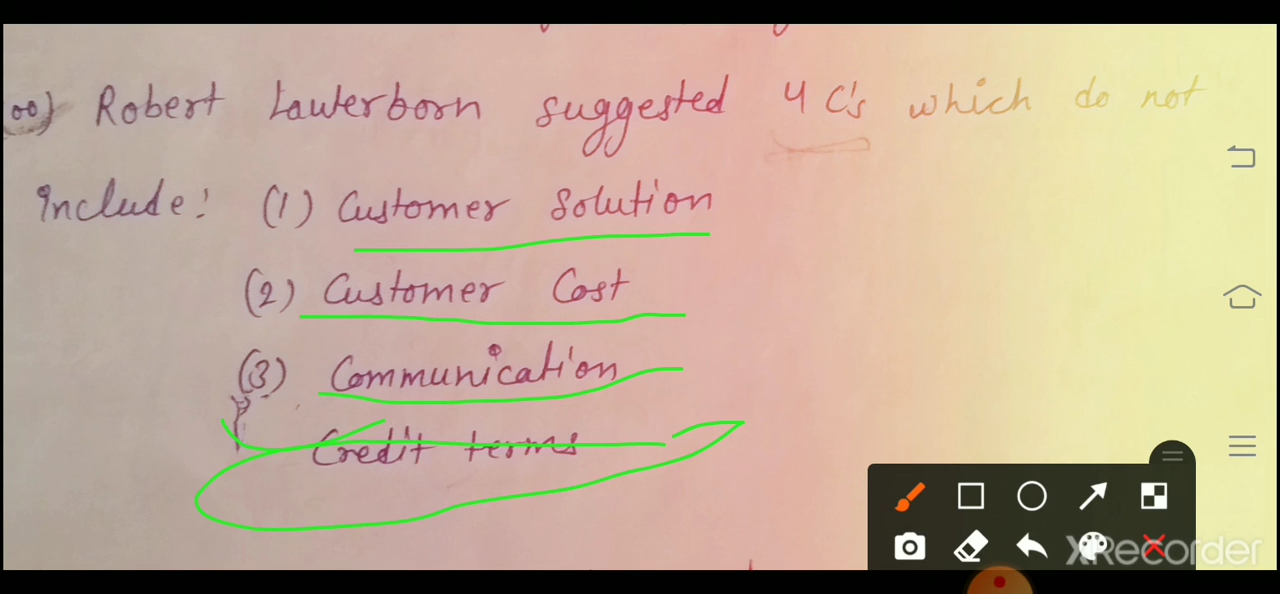 00) Robert Lauterborn suggested 4 C's which do not
include: (1) Customer Solution
(2) Customer Cost
(3) Communication
Credit terms
XRecorder